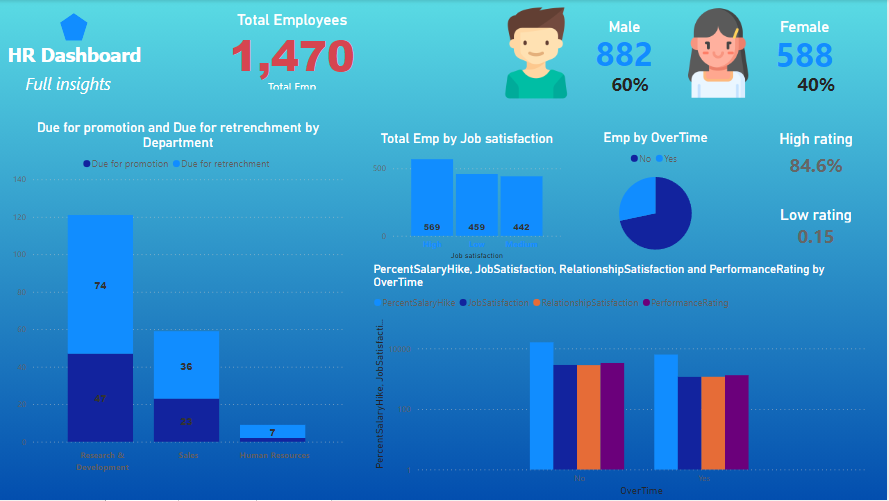 HR Dashboard
Full insights
Total Employees
1,470
Total Emp
Male
882
60%
Female
588
40%
Due for promotion and Due for retrenchment by
Department
Due for promotion Due for retrenchment
140
120
100
80
74
47
36
23
7
0
Research &
Development
Sales
Human Resources
Total Emp by Job satisfaction
500
0
569
459
442
High
Low
Medium
Job satisfaction
Emp by OverTime
No Yes
High rating
84.6%
Low rating
0.15
PercentSalaryHike, JobSatisfaction, RelationshipSatisfaction and PerformanceRating by
OverTime
PercentSalaryHike JobSatisfaction RelationshipSatisfaction PerformanceRating
PercentSalaryHike, JobSatisfacti...
100
1
No
Yes
OverTime